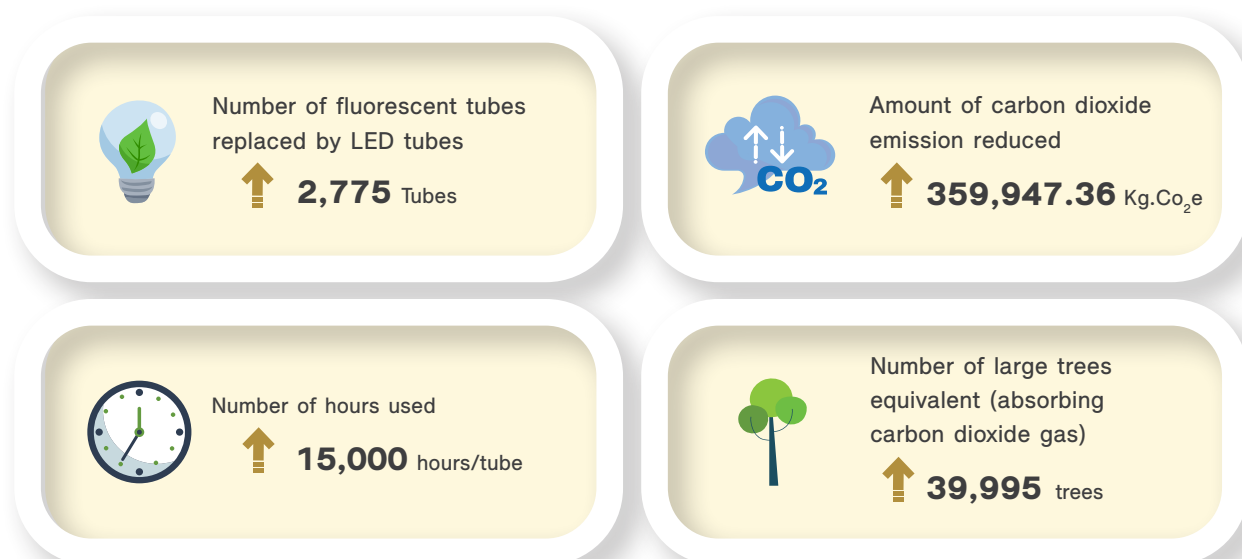 Number of fluorescent tubes
replaced by LED tubes
2,775 Tubes
CO2
Amount of carbon dioxide
emission reduced
359,947.36 Kg.Co2e
Number of hours used
15,000 hours/tube
Number of large trees
equivalent (absorbing
carbon dioxide gas)
39,995 trees